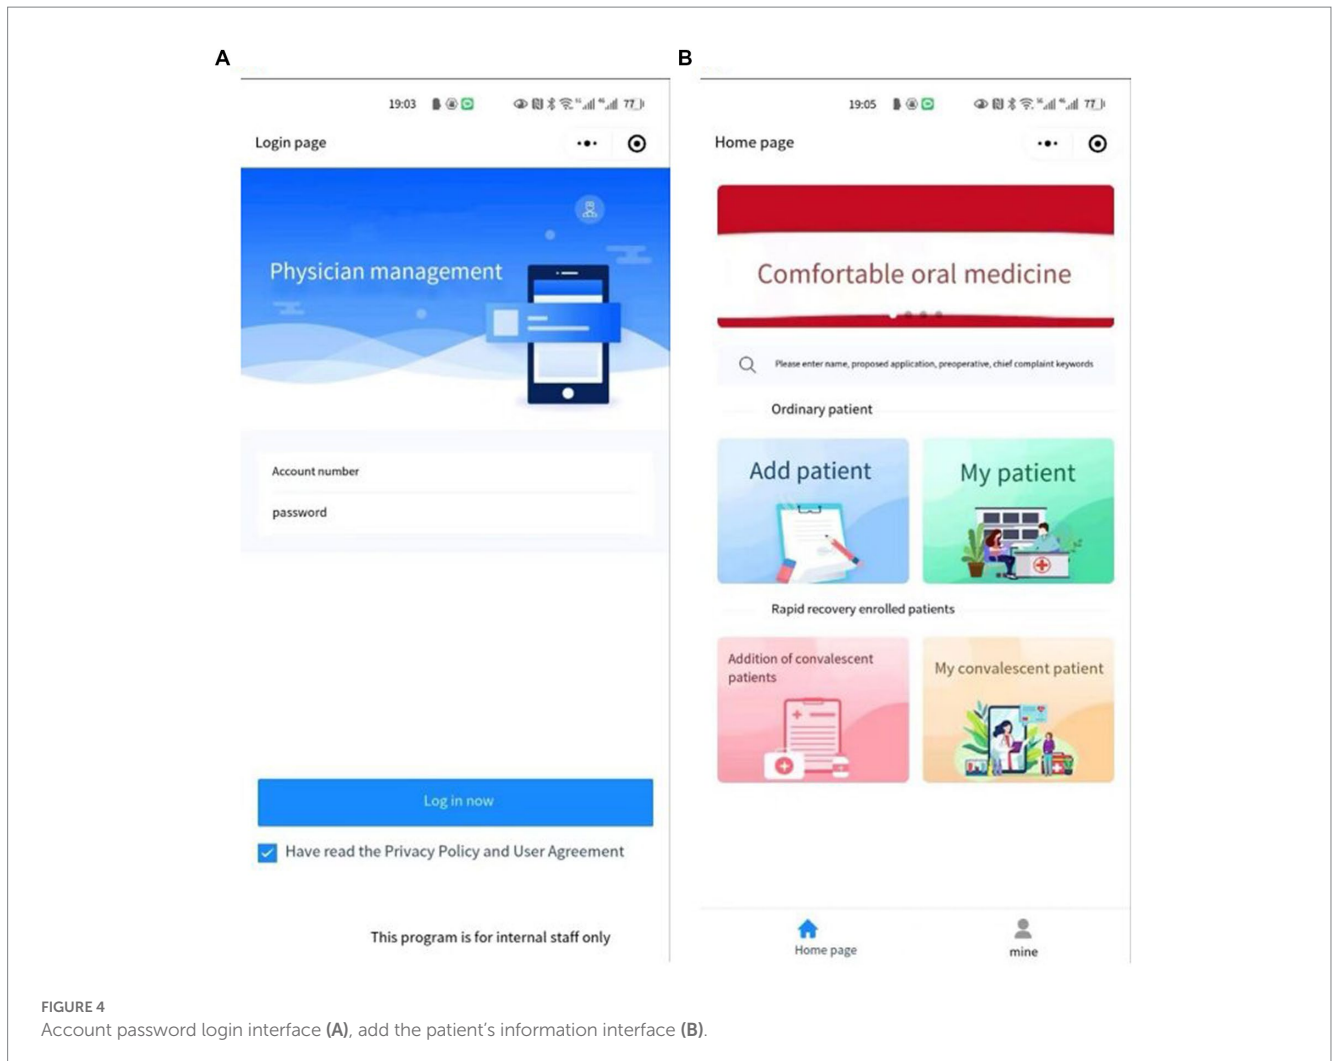 A
19:03
77
Login page
Physician management
Account number
password
Log in now
Have read the Privacy Policy and User Agreement
This program is for internal staff only
B
19:05
77
Home page
Comfortable oral medicine
Please enter name, proposed application, preoperative, chief complaint keywords
Ordinary patient
Add patient
My patient
Rapid recovery enrolled patients
Addition of convalescent
patients
My convalescent patient
Home page
mine
FIGURE 4
Account password login interface (A), add the patient's information interface (B).